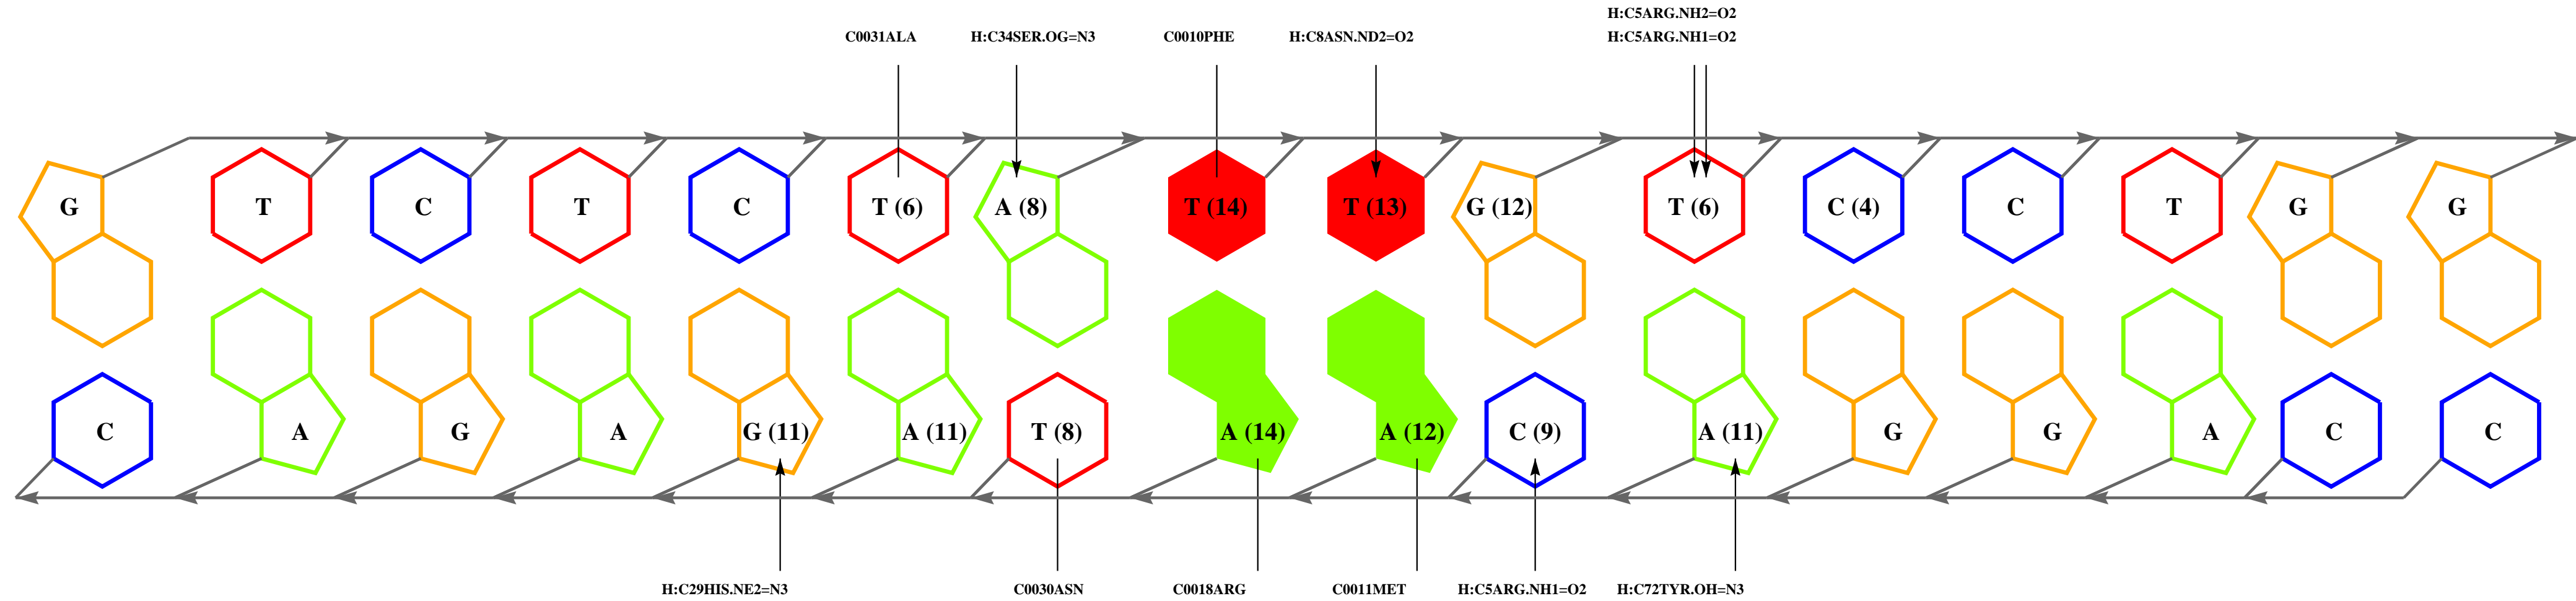 H:C5ARG.NH2=O2
C0031ALA H:C34SER.OG=N3 C0010PHE H:C8ASN.ND2=O2 H:C5ARG.NH1=O2
G T C T C T (6) A (8) T (14) T (13) G (12) T (6) C (4) C T G G
C A G A G (11) A (11) T (8) A (14) A (12) C (9) A (11) G G A C C
H:C29HIS.NE2=N3 C0030ASN C0018ARG C0011MET H:C5ARG.NH1=O2 H:C72TYR.OH=N3